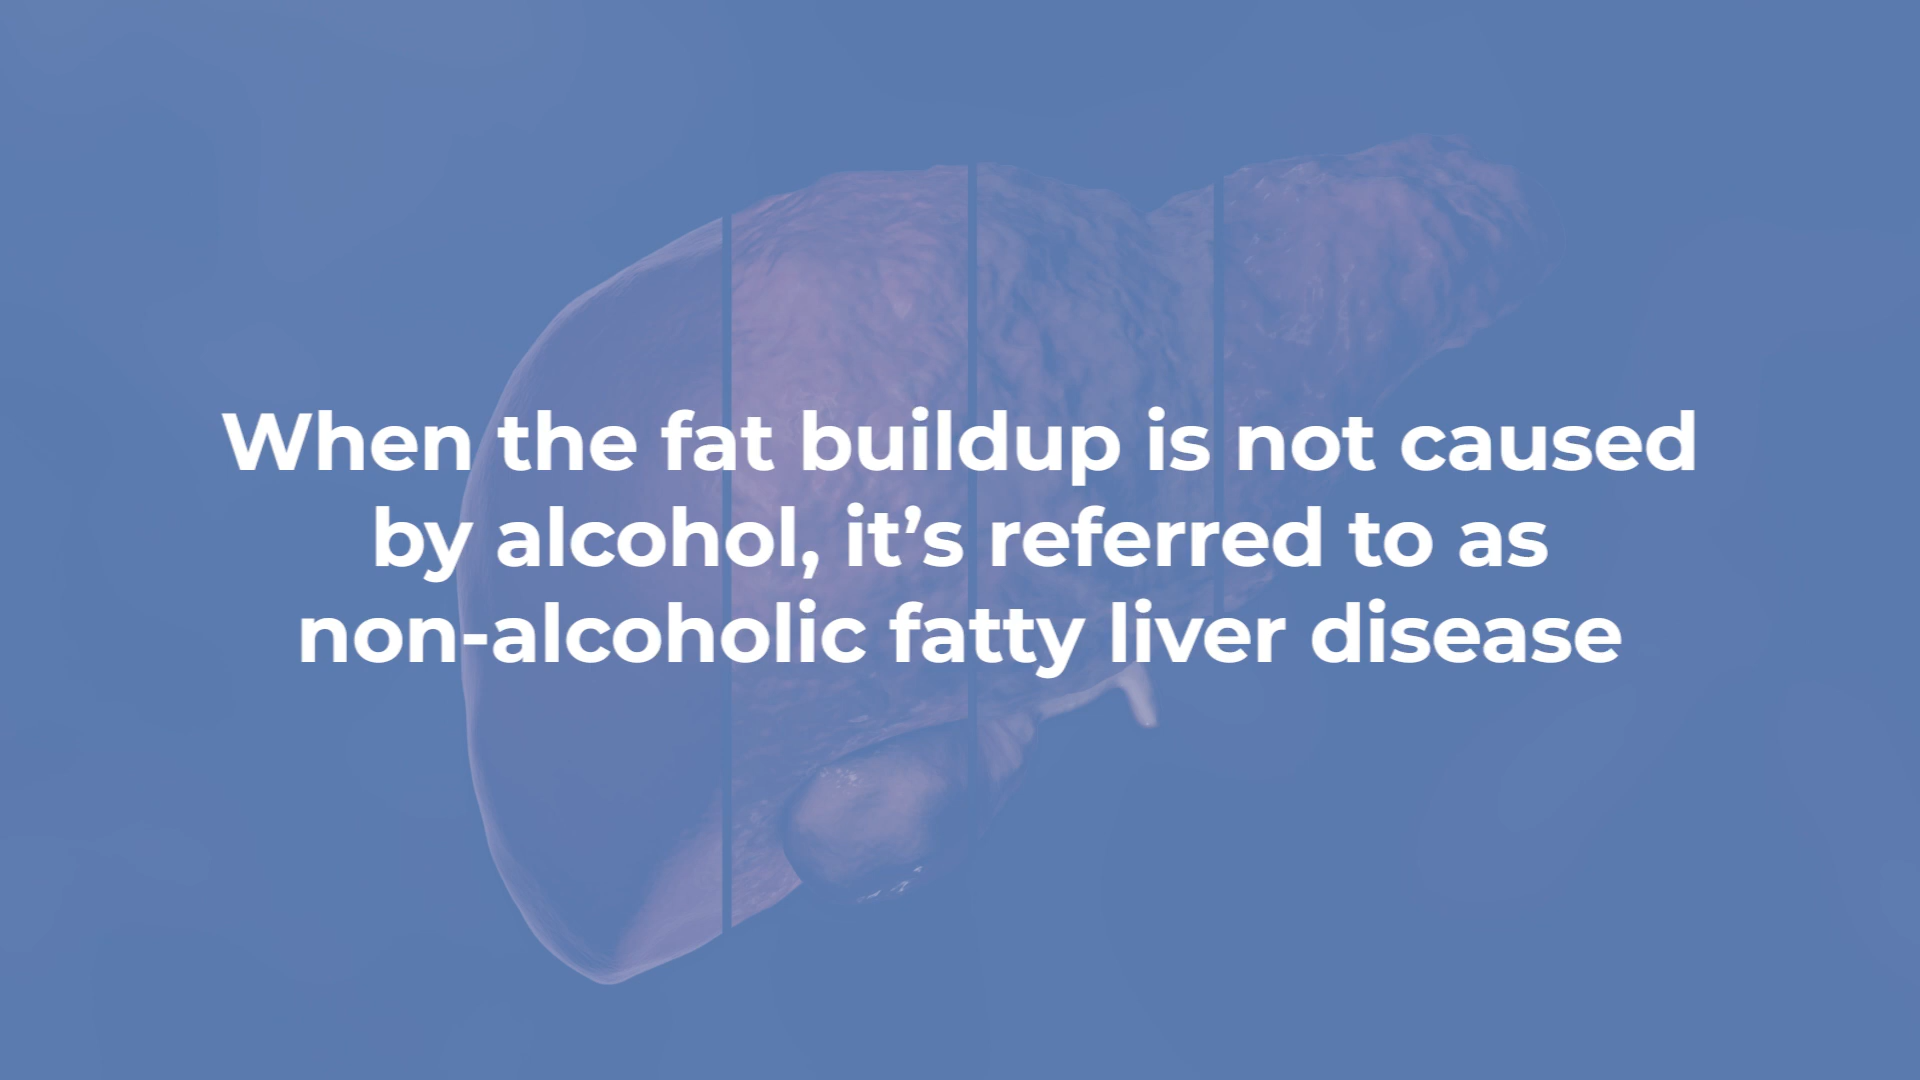 When the fat buildup is not caused
by alcohol, it’s referred to as
non-alcoholic fatty liver disease